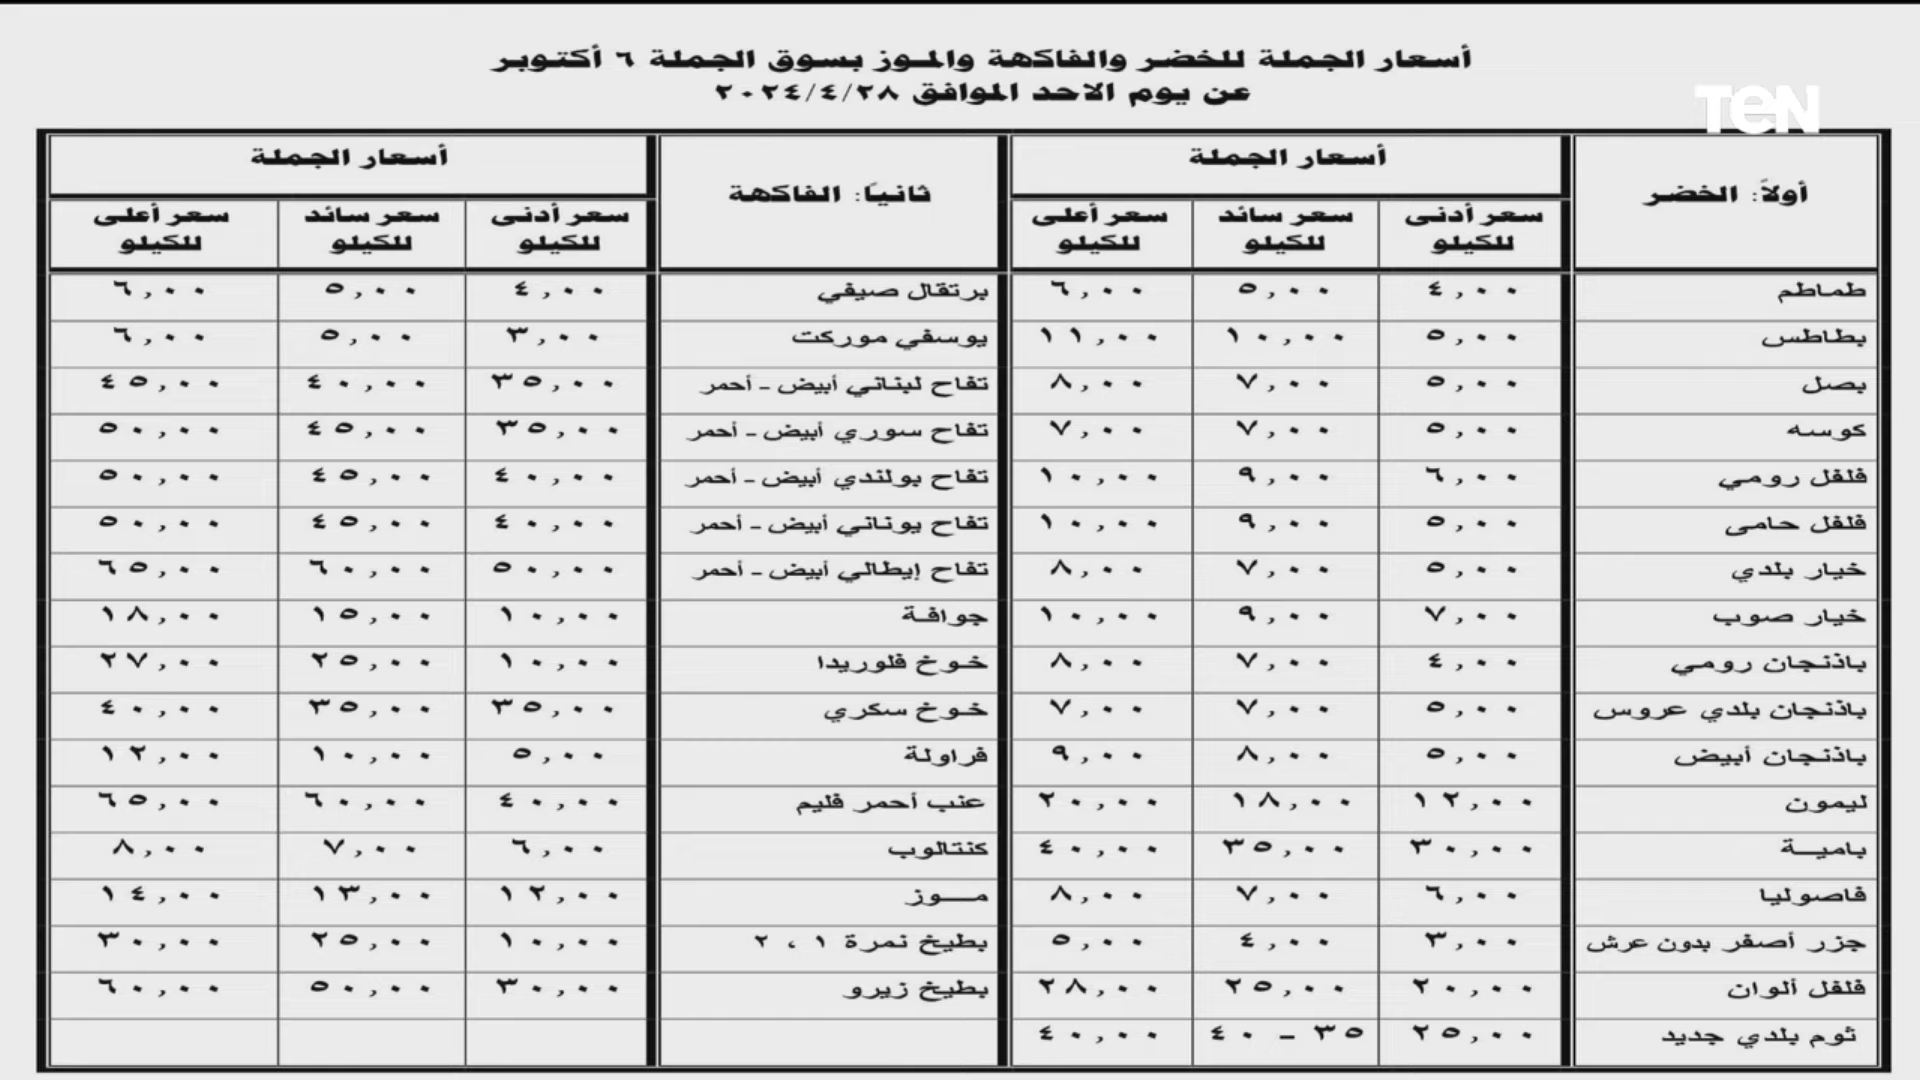 أسعار الجملة للخضر والفاكهة والموز بسوق الجملة ٦ أكتوبر
عن يوم الاحد الموافق ٢٠٢٤/٤/٢٨
TEN
أولاً: الخضر أسعار الجملة ثانياً: الفاكهة أسعار الجملة
سعر أدنى للكيلو سعر سائد للكيلو سعر أعلى للكيلو سعر أدنى للكيلو سعر سائد للكيلو سعر أعلى للكيلو
طماطم ٤,٠٠ ٥,٠٠ ٦,٠٠ برتقال صيفي ٤,٠٠ ٥,٠٠ ٦,٠٠
بطاطس ٥,٠٠ ١٠,٠٠ ١١,٠٠ يوسفي موركت ٣,٠٠ ٥,٠٠ ٦,٠٠
بصل ٥,٠٠ ٧,٠٠ ٨,٠٠ تفاح لبناني أبيض - أحمر ٣٥,٠٠ ٤٠,٠٠ ٤٥,٠٠
كوسه ٥,٠٠ ٧,٠٠ ٧,٠٠ تفاح سوري أبيض - أحمر ٣٥,٠٠ ٤٥,٠٠ ٥٠,٠٠
فلفل رومي ٦,٠٠ ٩,٠٠ ١٠,٠٠ تفاح بولندي أبيض - أحمر ٤٠,٠٠ ٤٥,٠٠ ٥٠,٠٠
فلفل حامى ٥,٠٠ ٩,٠٠ ١٠,٠٠ تفاح يوناني أبيض - أحمر ٤٠,٠٠ ٤٥,٠٠ ٥٠,٠٠
خيار بلدي ٥,٠٠ ٧,٠٠ ٨,٠٠ تفاح إيطالي أبيض - أحمر ٥٠,٠٠ ٦٠,٠٠ ٦٥,٠٠
خيار صوب ٧,٠٠ ٩,٠٠ ١٠,٠٠ جوافة ١٠,٠٠ ١٥,٠٠ ١٨,٠٠
باذنجان رومي ٤,٠٠ ٧,٠٠ ٨,٠٠ خوخ فلوريدا ١٠,٠٠ ٢٥,٠٠ ٢٧,٠٠
باذنجان بلدي عروس ٥,٠٠ ٧,٠٠ ٧,٠٠ خوخ سكري ٣٥,٠٠ ٣٥,٠٠ ٤٠,٠٠
باذنجان أبيض ٥,٠٠ ٨,٠٠ ٩,٠٠ فراولة ٥,٠٠ ١٠,٠٠ ١٢,٠٠
ليمون ١٢,٠٠ ١٨,٠٠ ٢٠,٠٠ عنب أحمر فليم ٤٠,٠٠ ٦٠,٠٠ ٦٥,٠٠
باميـة ٣٠,٠٠ ٣٥,٠٠ ٤٠,٠٠ كنتالوب ٦,٠٠ ٧,٠٠ ٨,٠٠
فاصوليا ٦,٠٠ ٧,٠٠ ٨,٠٠ مـــوز ١٢,٠٠ ١٣,٠٠ ١٤,٠٠
جزر أصفر بدون عرش ٣,٠٠ ٤,٠٠ ٥,٠٠ بطيخ نمرة ١ ، ٢ ١٠,٠٠ ٢٥,٠٠ ٣٠,٠٠
فلفل ألوان ٢٠,٠٠ ٢٥,٠٠ ٢٨,٠٠ بطيخ زيرو ٣٠,٠٠ ٥٠,٠٠ ٦٠,٠٠
ثوم بلدي جديد ٢٥,٠٠ ٣٥ - ٤٠ ٤٠,٠٠